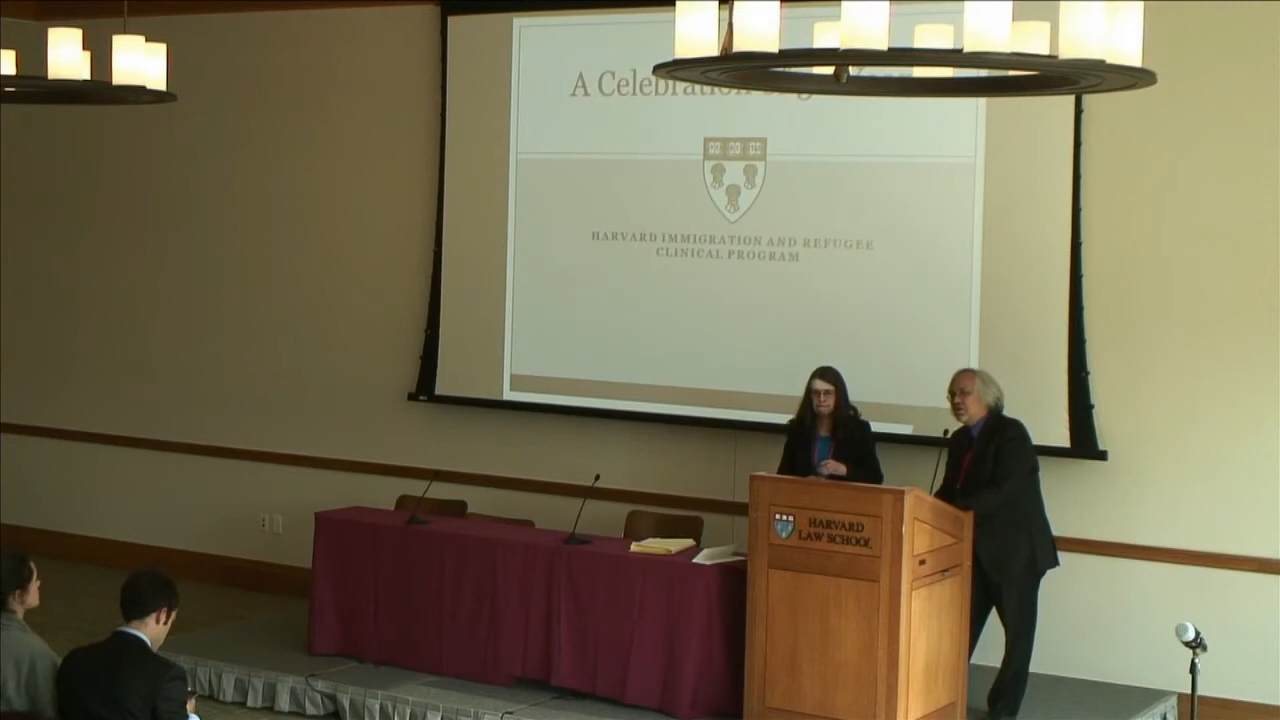 A Celebration
HARVARD IMMIGRATION AND REFUGEE
CLINICAL PROGRAM
HARVARD
LAW SCHOOL